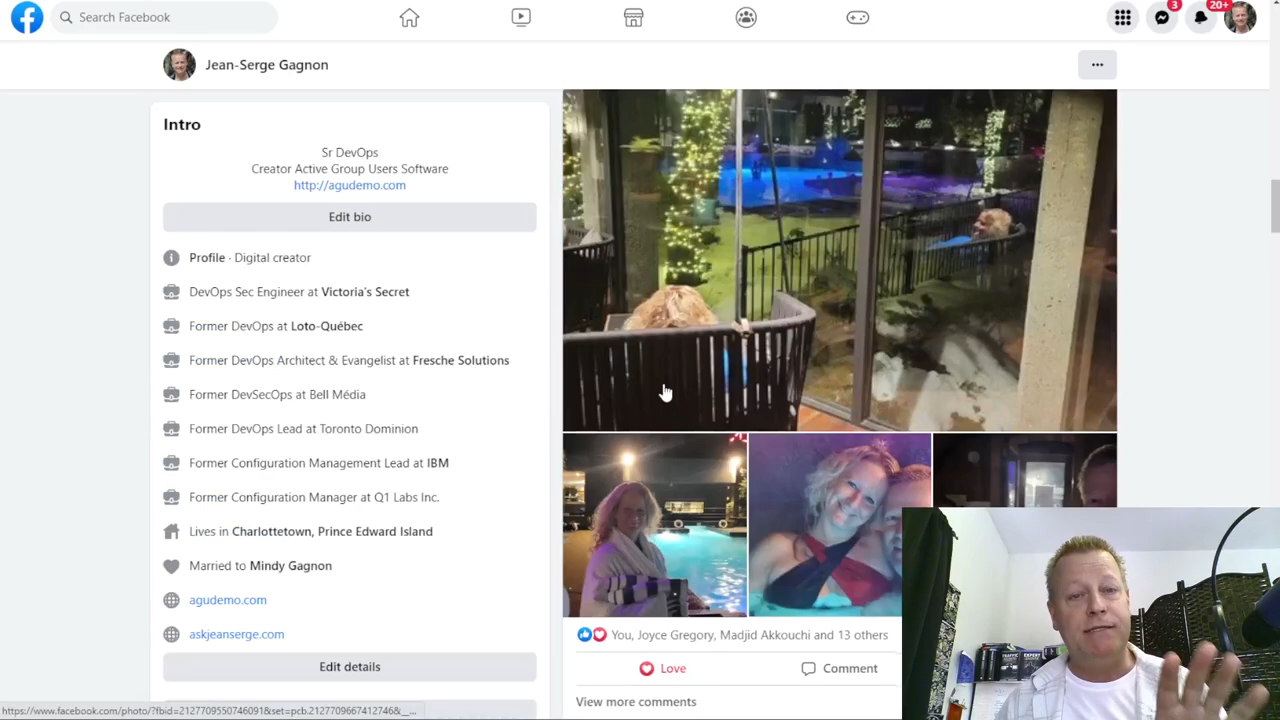 Search Facebook
3
20+
Jean-Serge Gagnon
Intro
Sr DevOps
Creator Active Group Users Software
http://agudemo.com
Edit bio
Profile · Digital creator
DevOps Sec Engineer at Victoria's Secret
Former DevOps at Loto-Québec
Former DevOps Architect & Evangelist at Fresche Solutions
Former DevSecOps at Bell Média
Former DevOps Lead at Toronto Dominion
Former Configuration Management Lead at IBM
Former Configuration Manager at Q1 Labs Inc.
Lives in Charlottetown, Prince Edward Island
Married to Mindy Gagnon
agudemo.com
askjeanserge.com
Edit details
You, Joyce Gregory, Madjid Akkouchi and 13 others
Love
Comment
View more comments
https://www.facebook.com/photo/?fbid=2127709550746091&set=pcb.2127709667412746&__...
TRAFFIC
EXPERT